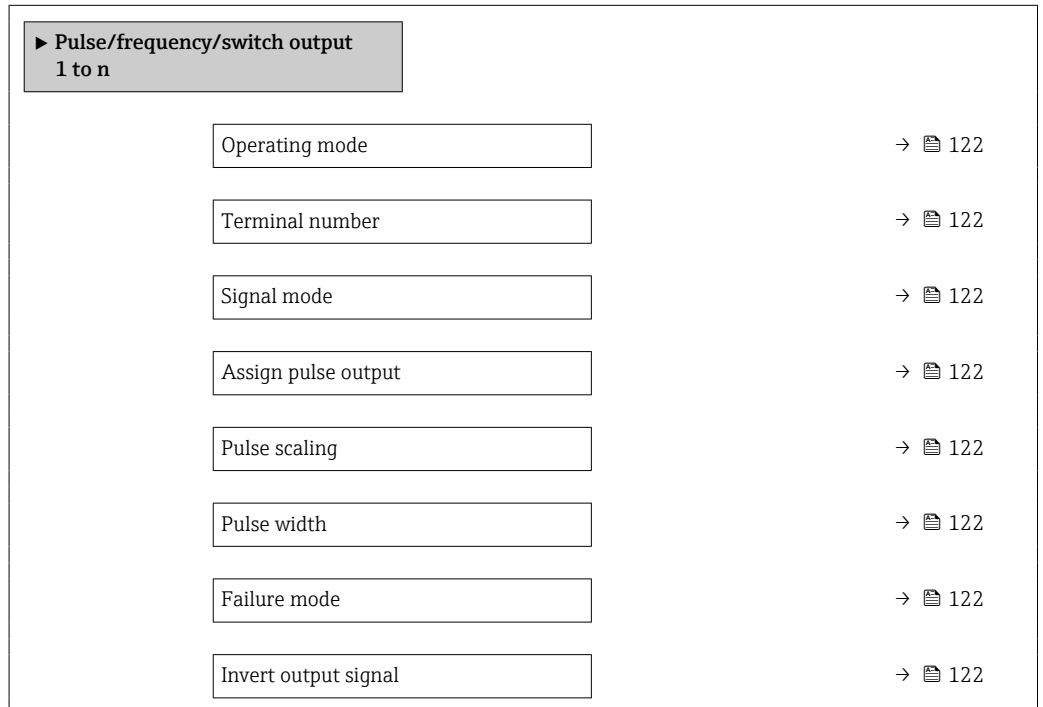 ▶ Pulse/frequency/switch output
1 to n
Operating mode → 122
Terminal number → 122
Signal mode → 122
Assign pulse output → 122
Pulse scaling → 122
Pulse width → 122
Failure mode → 122
Invert output signal → 122